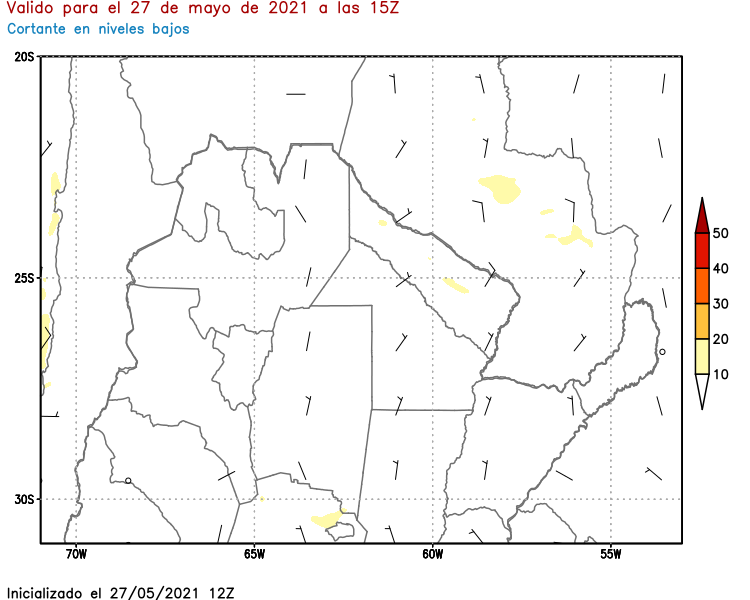 Valido para el 27 de mayo de 2021 a las 15Z
Cortante en niveles bajos
20S
25S
30S
70W 65W 60W 55W
50
40
30
20
10
Inicializado el 27/05/2021 12Z